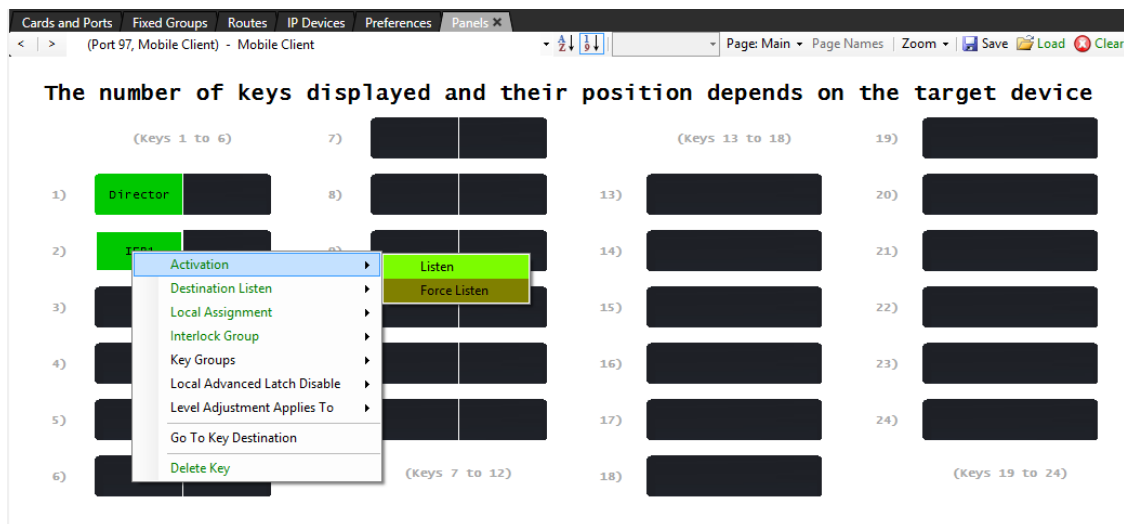 Cards and Ports Fixed Groups Routes IP Devices Preferences Panels
< > (Port 97, Mobile Client) - Mobile Client Page: Main Page Names Zoom Save Load Clear
The number of keys displayed and their position depends on the target device
(Keys 1 to 6) 7) (Keys 13 to 18) 19)
1) Director 8) 13) 20)
2) 14) 21)
Activation Listen
Destination Listen Force Listen
3) Local Assignment 15) 22)
Interlock Group
4) Key Groups 16) 23)
Local Advanced Latch Disable
Level Adjustment Applies To
5) 17) 24)
Go To Key Destination
6) Delete Key (Keys 7 to 12) 18) (Keys 19 to 24)